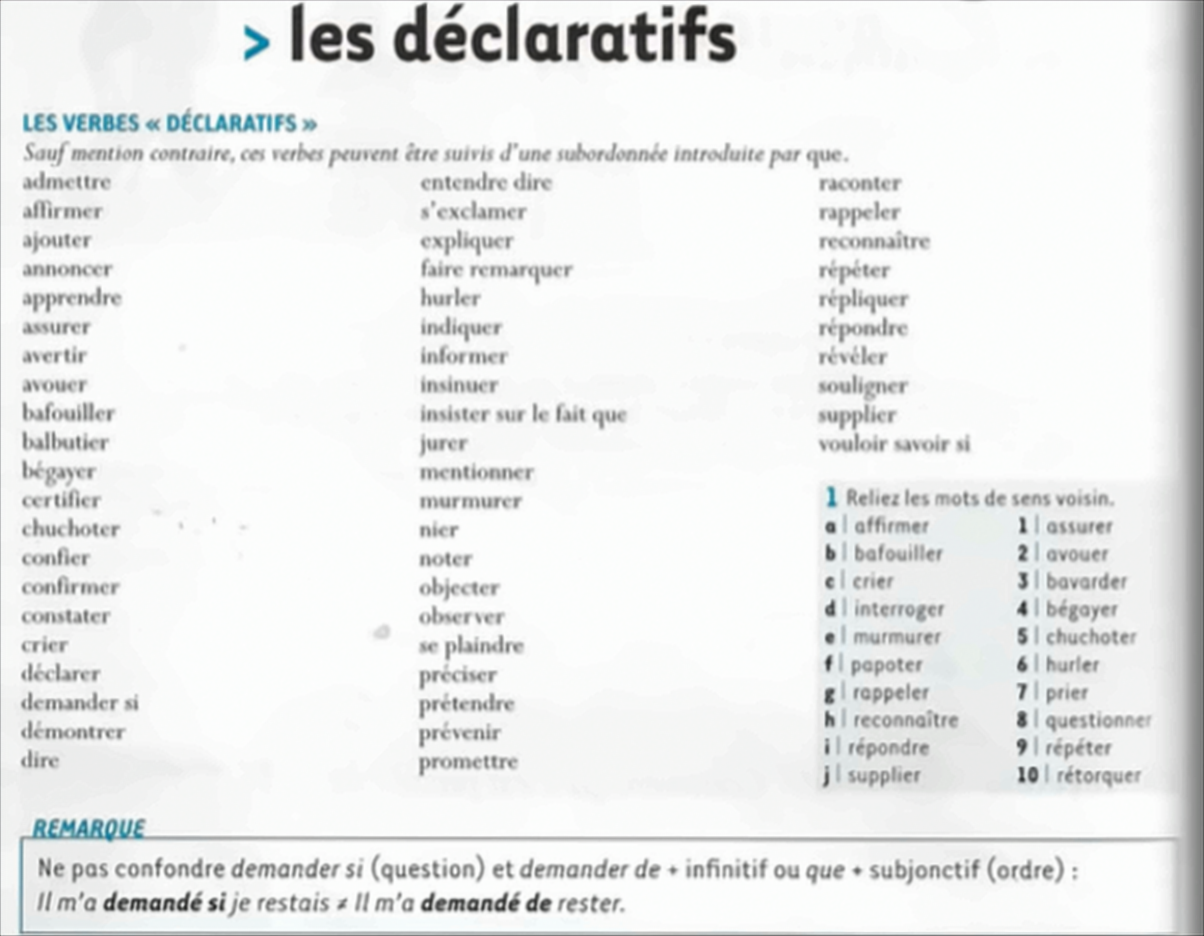 > les déclaratifs
LES VERBES « DÉCLARATIFS »
Sauf mention contraire, ces verbes peuvent être suivis d'une subordonnée introduite par que.
admettre
affirmer
ajouter
annoncer
apprendre
assurer
avertir
avouer
bafouiller
balbutier
bégayer
certifier
chuchoter
confier
confirmer
constater
crier
déclarer
demander si
démontrer
dire
entendre dire
s'exclamer
expliquer
faire remarquer
hurler
indiquer
informer
insinuer
insister sur le fait que
jurer
mentionner
murmurer
nier
noter
objecter
observer
se plaindre
préciser
prétendre
prévenir
promettre
raconter
rappeler
reconnaître
répéter
répliquer
répondre
révéler
souligner
supplier
vouloir savoir si
1 Reliez les mots de sens voisin.
a | affirmer 1 | assurer
b | bafouiller 2 | avouer
c | crier 3 | bavarder
d | interroger 4 | bégayer
e | murmurer 5 | chuchoter
f | papoter 6 | hurler
g | rappeler 7 | prier
h | reconnaître 8 | questionner
i | répondre 9 | répéter
j | supplier 10 | rétorquer
REMARQUE
Ne pas confondre demander si (question) et demander de + infinitif ou que + subjonctif (ordre) :
Il m'a demandé si je restais ≠ Il m'a demandé de rester.